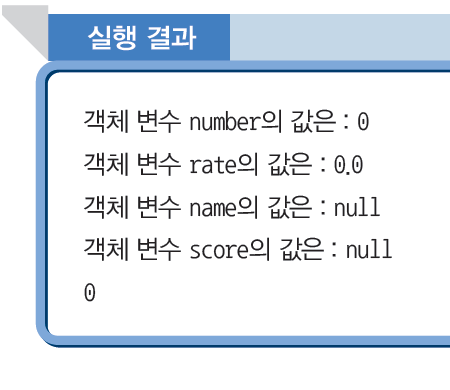 실행 결과
객체 변수 number의 값은 : 0
객체 변수 rate의 값은 : 0.0
객체 변수 name의 값은 : null
객체 변수 score의 값은 : null
0